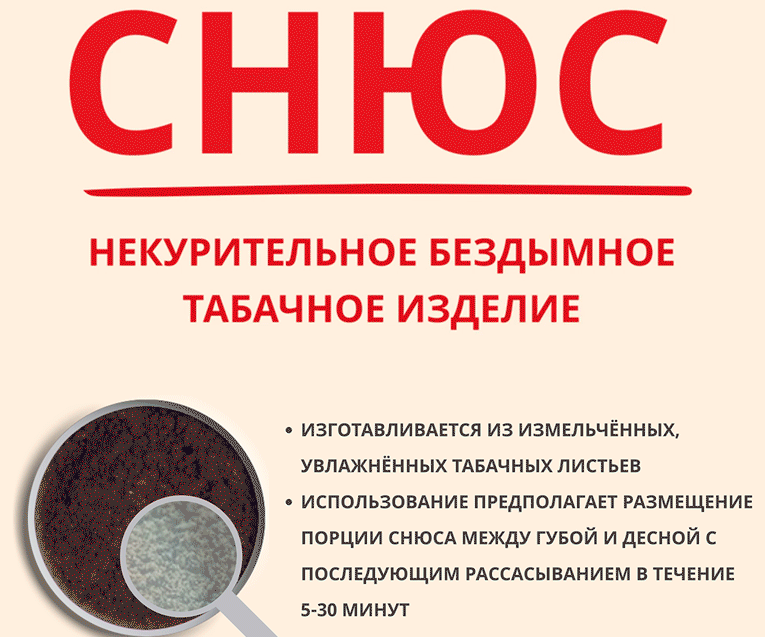 СНЮС
НЕКУРИТЕЛЬНОЕ БЕЗДЫМНОЕ
ТАБАЧНОЕ ИЗДЕЛИЕ
• ИЗГОТАВЛИВАЕТСЯ ИЗ ИЗМЕЛЬЧЁННЫХ,
УВЛАЖНЁННЫХ ТАБАЧНЫХ ЛИСТЬЕВ
• ИСПОЛЬЗОВАНИЕ ПРЕДПОЛАГАЕТ РАЗМЕЩЕНИЕ
ПОРЦИИ СНЮСА МЕЖДУ ГУБОЙ И ДЕСНОЙ С
ПОСЛЕДУЮЩИМ РАССАСЫВАНИЕМ В ТЕЧЕНИЕ
5-30 МИНУТ